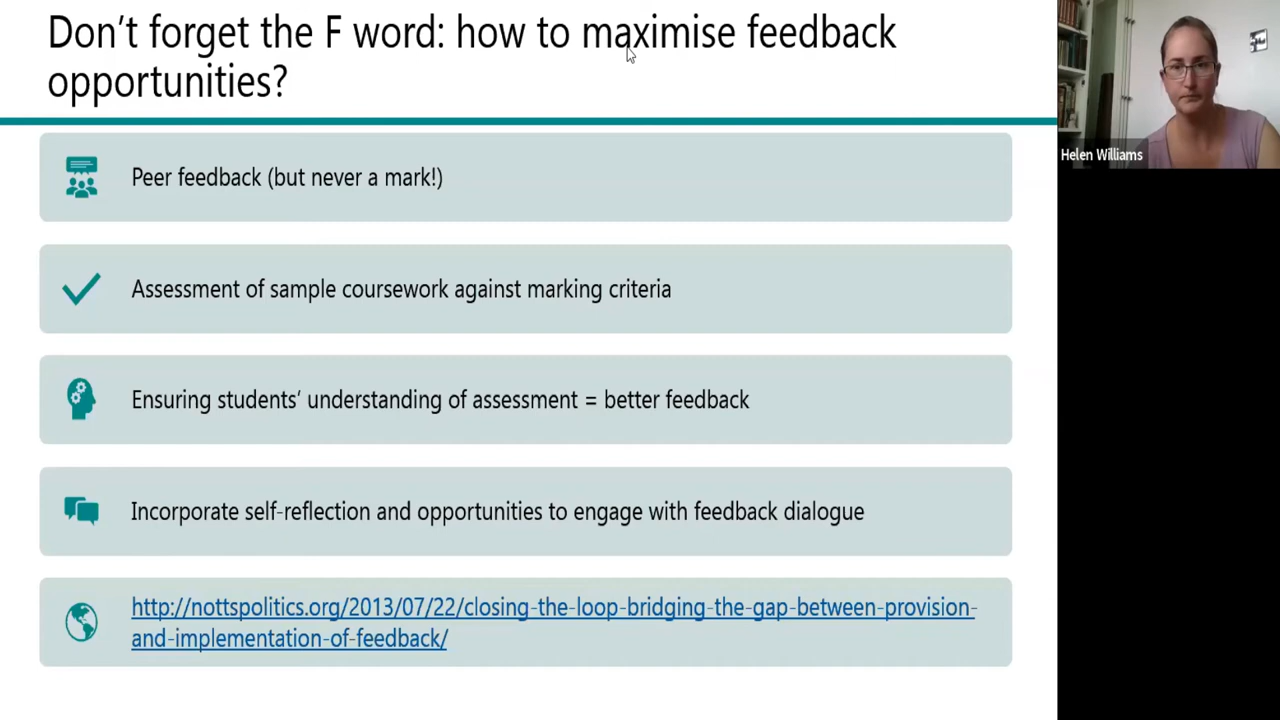 Don't forget the F word: how to maximise feedback
opportunities?
Helen Williams
Peer feedback (but never a mark!)
Assessment of sample coursework against marking criteria
Ensuring students' understanding of assessment = better feedback
Incorporate self-reflection and opportunities to engage with feedback dialogue
http://nottspolitics.org/2013/07/22/closing-the-loop-bridging-the-gap-between-provision-
and-implementation-of-feedback/